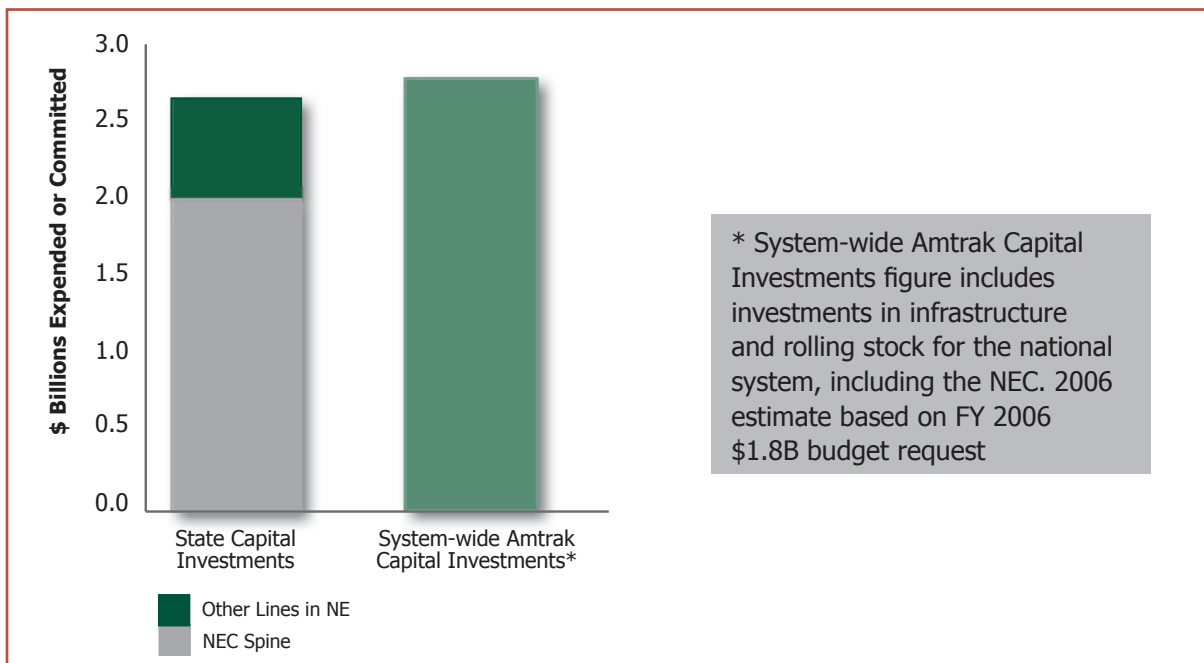 $ Billions Expended or Committed
3.0
2.5
2.0
1.5
1.0
0.5
0.0
State Capital
Investments
System-wide Amtrak
Capital Investments*
Other Lines in NE
NEC Spine
* System-wide Amtrak Capital
Investments figure includes
investments in infrastructure
and rolling stock for the national
system, including the NEC. 2006
estimate based on FY 2006
$1.8B budget request